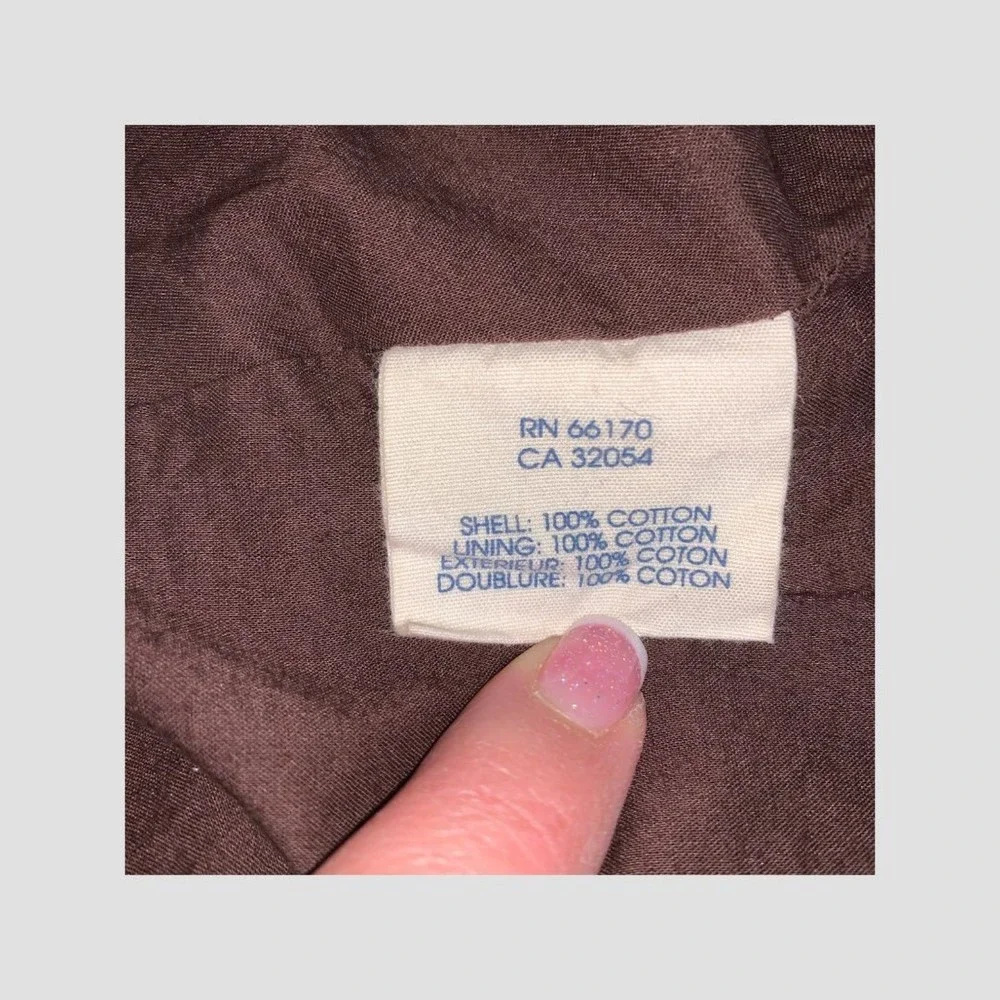 RN 66170
CA 32054
SHELL: 100% COTTON
LINING: 100% COTTON
EXTERIEUR: 100% COTON
DOUBLURE: 100% COTON